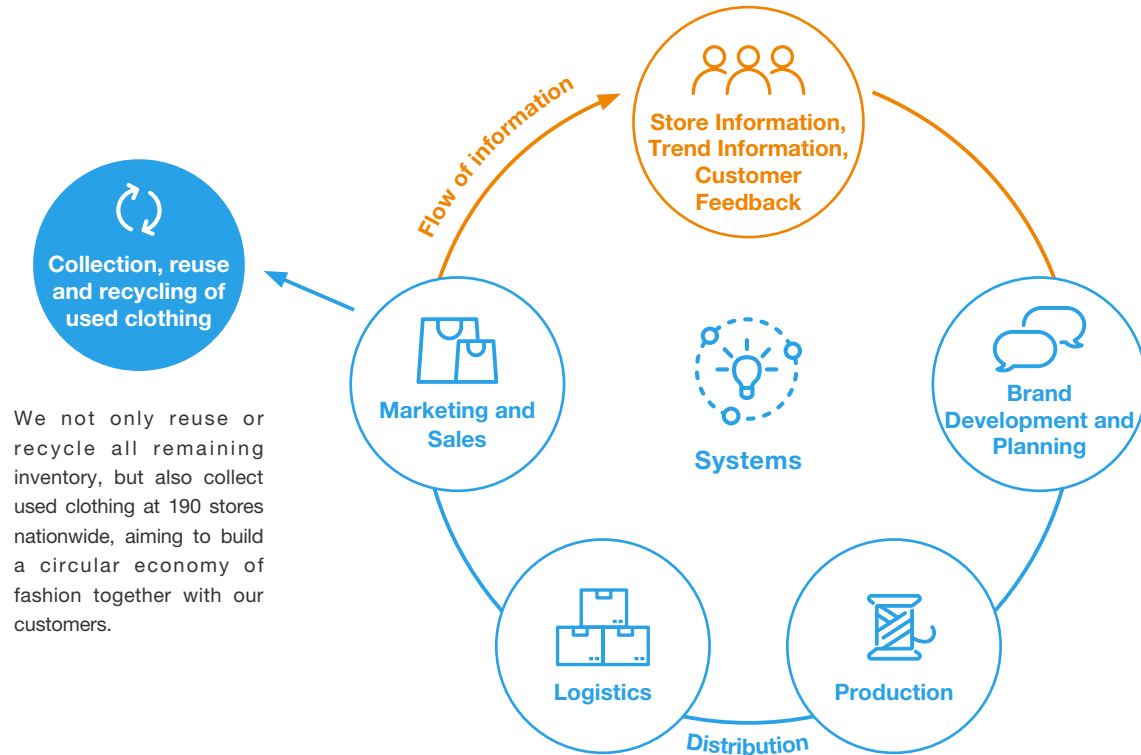 Flow of information
Store Information,
Trend Information,
Customer
Feedback
Collection, reuse
and recycling of
used clothing
We not only reuse or
recycle all remaining
inventory, but also collect
used clothing at 190 stores
nationwide, aiming to build
a circular economy of
fashion together with our
customers.
Marketing and
Sales
Systems
Brand
Development and
Planning
Logistics
Production
Distribution